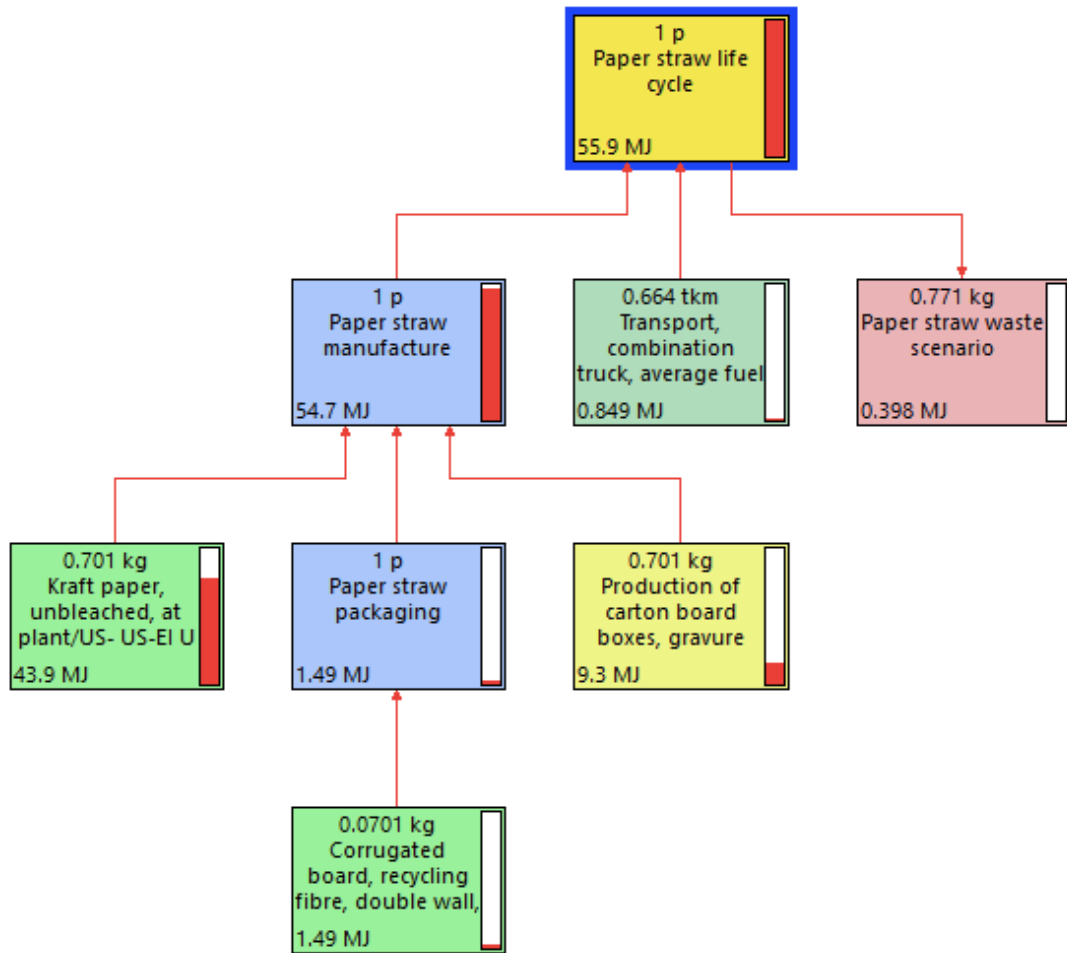 1 p
Paper straw life
cycle
55.9 MJ
1 p
Paper straw
manufacture
54.7 MJ
0.664 tkm
Transport,
combination
truck, average fuel
0.849 MJ
0.771 kg
Paper straw waste
scenario
0.398 MJ
0.701 kg
Kraft paper,
unbleached, at
plant/US- US-EI U
43.9 MJ
1 p
Paper straw
packaging
1.49 MJ
0.701 kg
Production of
carton board
boxes, gravure
9.3 MJ
0.0701 kg
Corrugated
board, recycling
fibre, double wall,
1.49 MJ